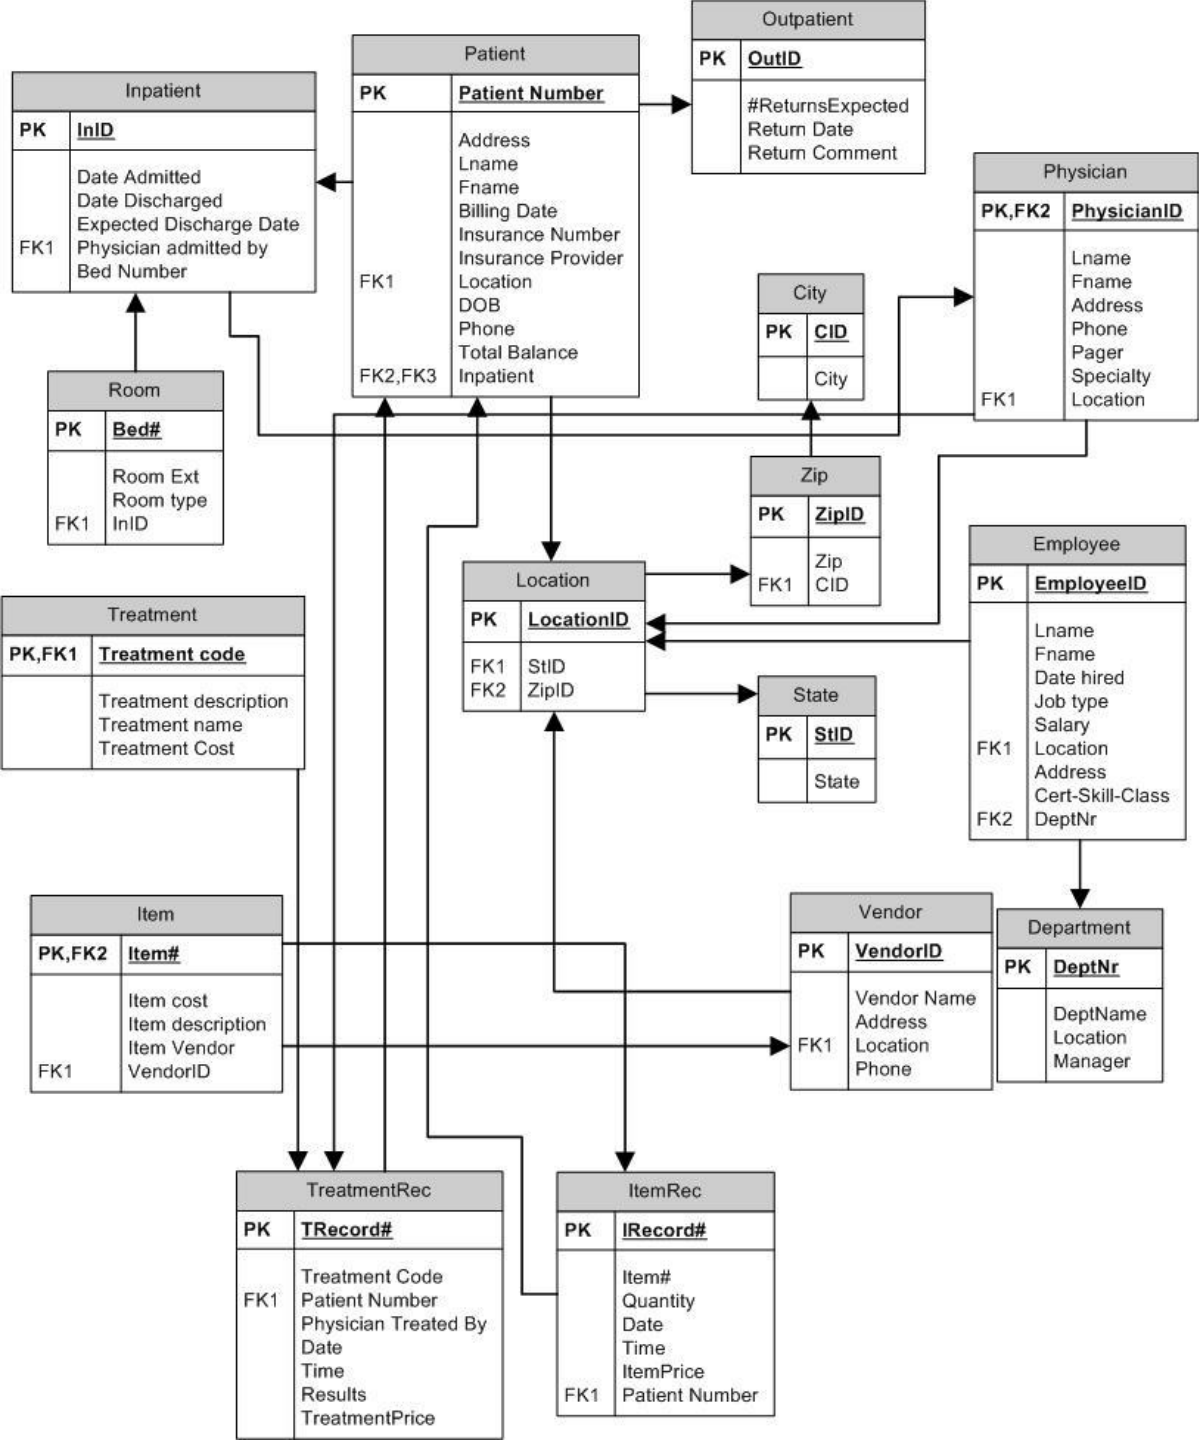 Outpatient
PK OutID
#ReturnsExpected
Return Date
Return Comment
Patient
PK Patient Number
Address
Lname
Fname
Billing Date
Insurance Number
Insurance Provider
FK1 Location
DOB
Phone
Total Balance
FK2,FK3 Inpatient
Inpatient
PK InID
Date Admitted
Date Discharged
Expected Discharge Date
FK1 Physician admitted by
Bed Number
Physician
PK,FK2 PhysicianID
Lname
Fname
Address
Phone
Pager
Specialty
FK1 Location
City
PK CID
City
Room
PK Bed#
Room Ext
Room type
FK1 InID
Zip
PK ZipID
Zip
FK1 CID
Employee
PK EmployeeID
Lname
Fname
Date hired
Job type
Salary
FK1 Location
Address
Cert-Skill-Class
FK2 DeptNr
Location
PK LocationID
FK1 StID
FK2 ZipID
Treatment
PK,FK1 Treatment code
Treatment description
Treatment name
Treatment Cost
State
PK StID
State
Item
PK,FK2 Item#
Item cost
Item description
Item Vendor
FK1 VendorID
Vendor
PK VendorID
Vendor Name
Address
FK1 Location
Phone
Department
PK DeptNr
DeptName
Location
Manager
TreatmentRec
PK TRecord#
Treatment Code
FK1 Patient Number
Physician Treated By
Date
Time
Results
TreatmentPrice
ItemRec
PK IRecord#
Item#
Quantity
Date
Time
ItemPrice
FK1 Patient Number